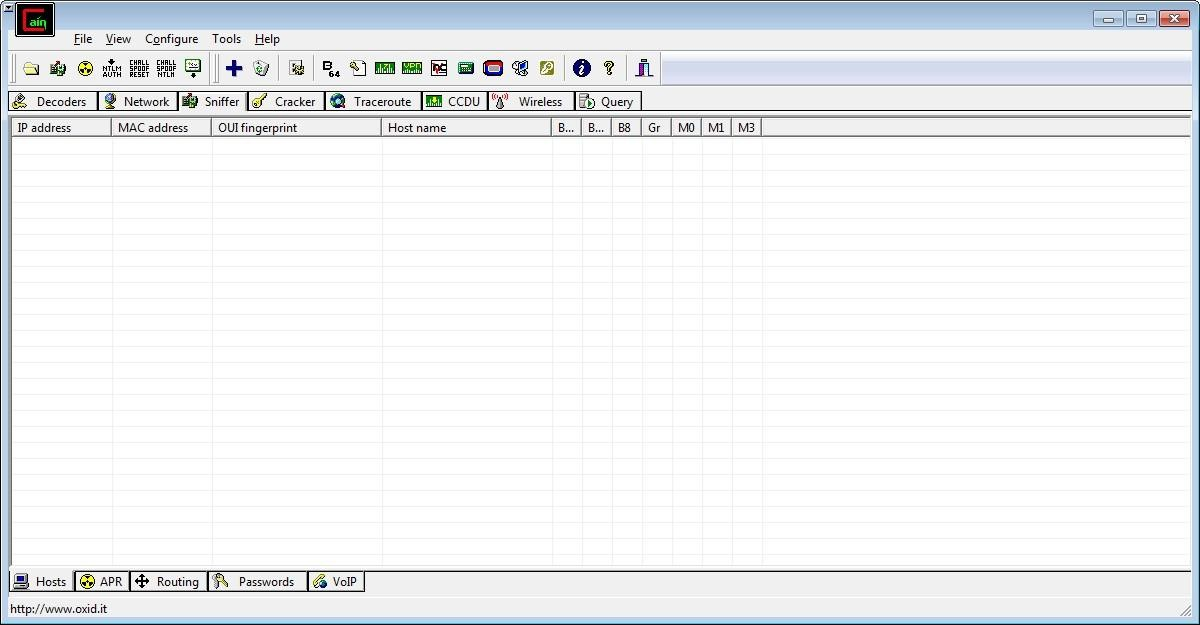 Cain
File View Configure Tools Help
NTLM AUTH CHALL SPOOF RESET CHALL SPOOF NTLM B64 VPN
Decoders Network Sniffer Cracker Traceroute CCDU Wireless Query
IP address MAC address OUI fingerprint Host name B... B... B8 Gr M0 M1 M3
Hosts APR Routing Passwords VoIP
http://www.oxid.it